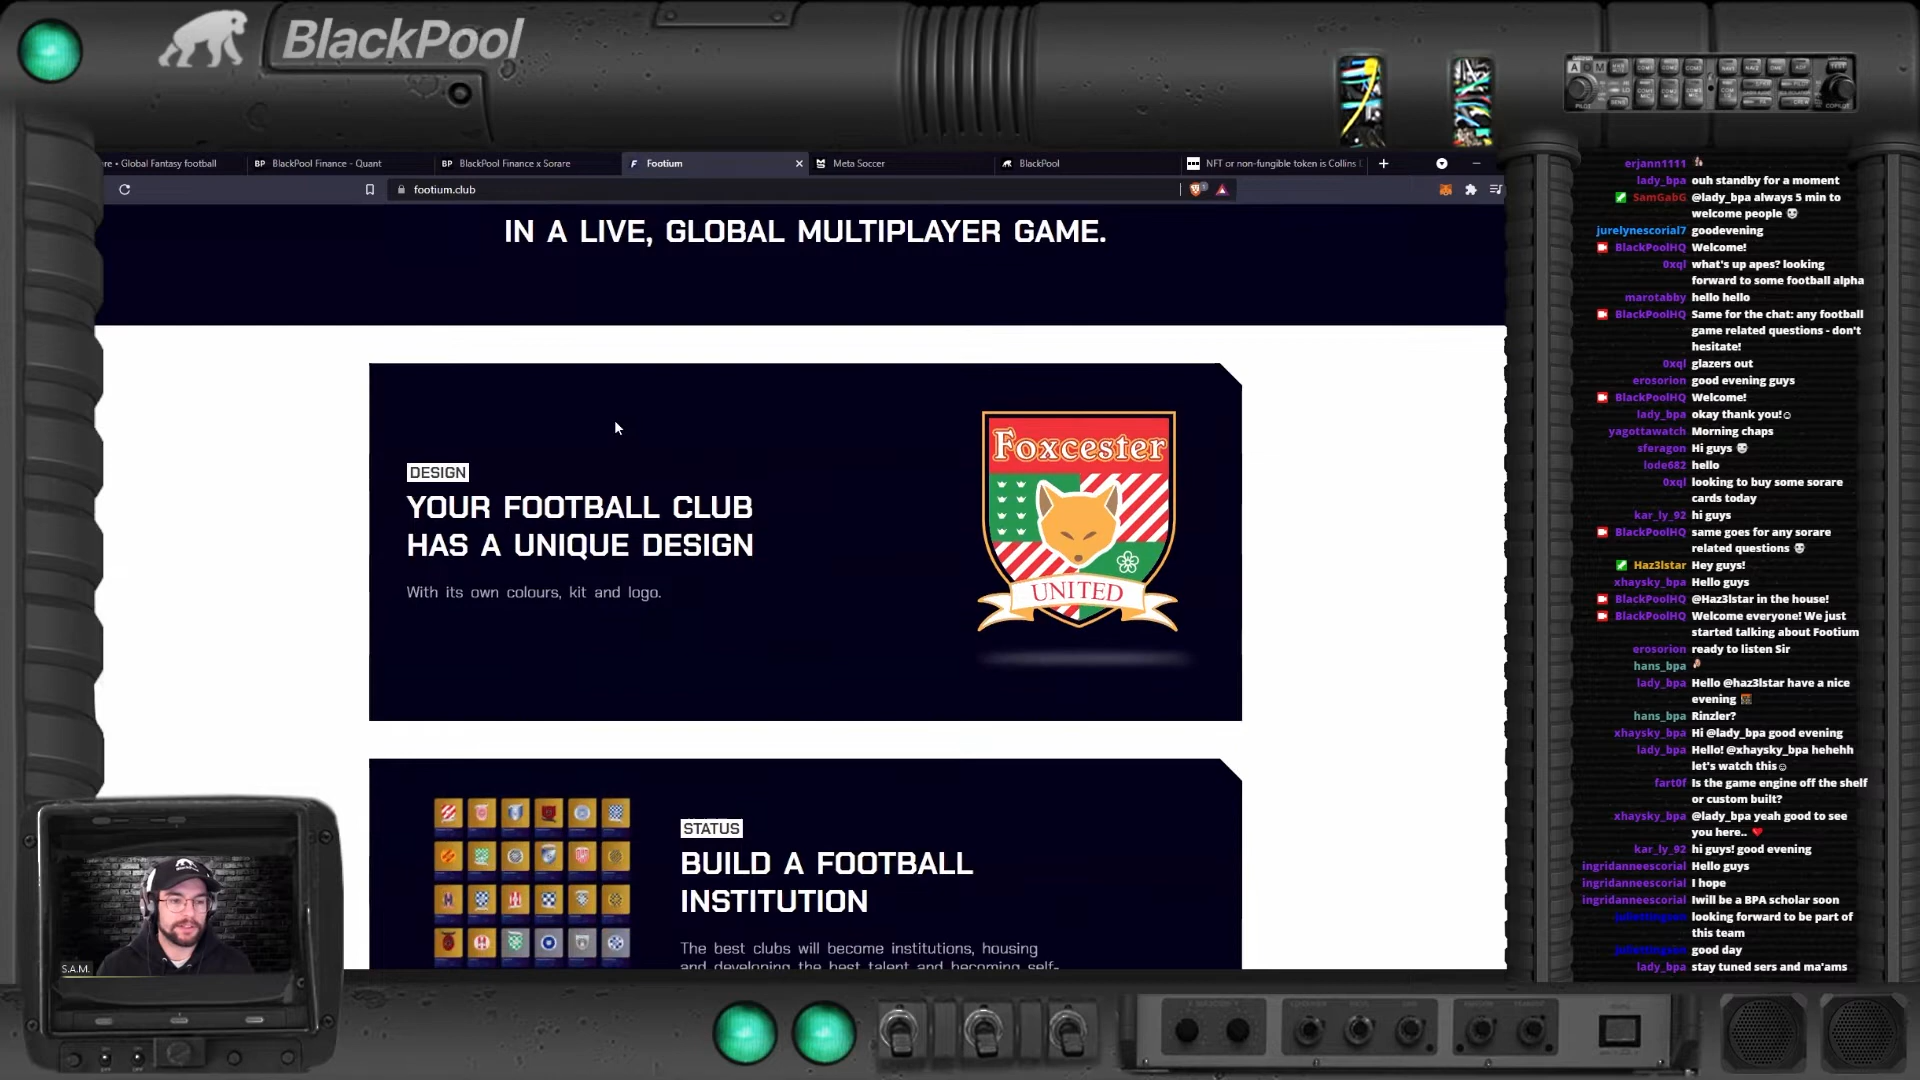 BlackPool
re • Global Fantasy football
BP BlackPool Finance - Quant
BP BlackPool Finance x Sorare
F Footium
Meta Soccer
BlackPool
NFT or non-fungible token is Collins
footium.club
IN A LIVE, GLOBAL MULTIPLAYER GAME.
DESIGN
YOUR FOOTBALL CLUB
HAS A UNIQUE DESIGN
With its own colours, kit and logo.
Foxcester
UNITED
STATUS
BUILD A FOOTBALL
INSTITUTION
The best clubs will become institutions, housing
and developing the best talent and becoming self-
S.A.M.
erjann1111
lady_bpa ouh standby for a moment
SamGabG @lady_bpa always 5 min to
welcome people
jurelynescorial7 goodevening
BlackPoolHQ Welcome!
0xql what's up apes? looking
forward to some football alpha
marotabby hello hello
BlackPoolHQ Same for the chat: any football
game related questions - don't
hesitate!
0xql glazers out
erosorion good evening guys
BlackPoolHQ Welcome!
lady_bpa okay thank you!☺
yagottawatch Morning chaps
sferagon Hi guys
lode682 hello
0xql looking to buy some sorare
cards today
kar_ly_92 hi guys
BlackPoolHQ same goes for any sorare
related questions
Haz3lstar Hey guys!
xhaysky_bpa Hello guys
BlackPoolHQ @Haz3lstar in the house!
BlackPoolHQ Welcome everyone! We just
started talking about Footium
erosorion ready to listen Sir
hans_bpa
lady_bpa Hello @haz3lstar have a nice
evening
hans_bpa Rinzler?
xhaysky_bpa Hi @lady_bpa good evening
lady_bpa Hello! @xhaysky_bpa hehehh
let's watch this☺
fart0f Is the game engine off the shelf
or custom built?
xhaysky_bpa @lady_bpa yeah good to see
you here.. ❤
kar_ly_92 hi guys! good evening
ingridanneescorial Hello guys
ingridanneescorial I hope
ingridanneescorial Iwill be a BPA scholar soon
looking forward to be part of
this team
good day
lady_bpa stay tuned sers and ma'ams